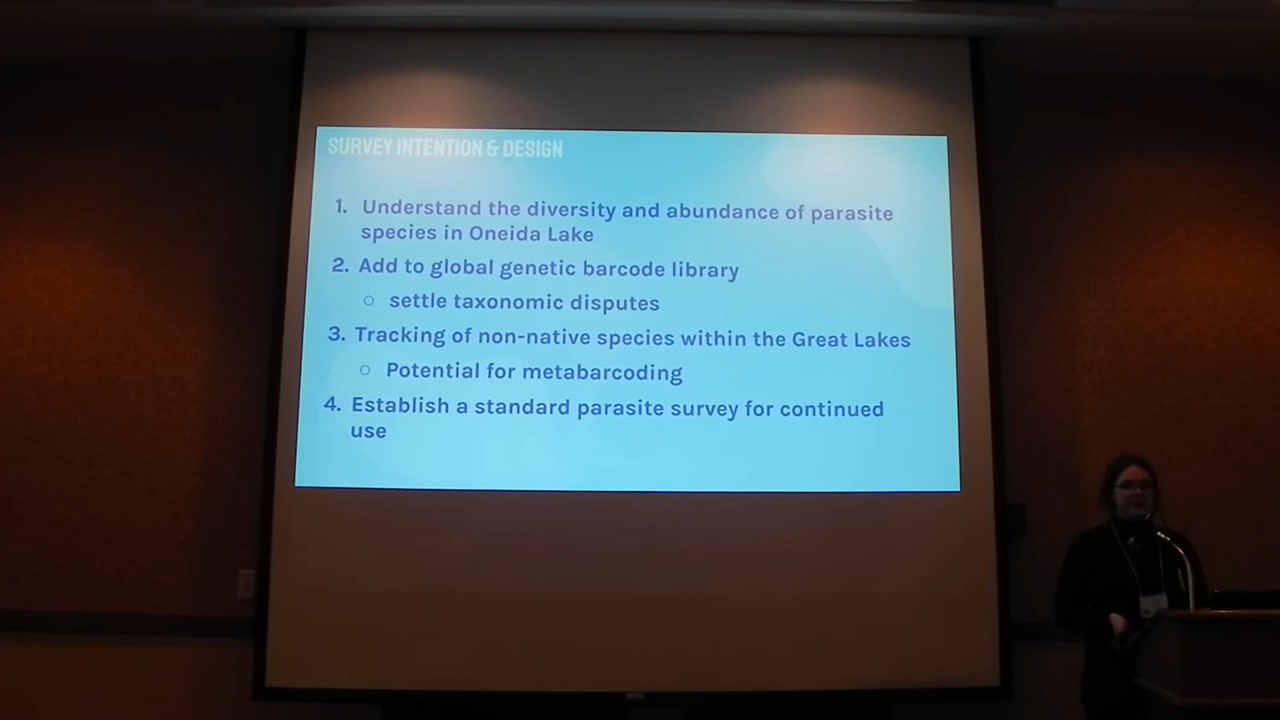 SURVEY INTENTION & DESIGN
1. Understand the diversity and abundance of parasite
species in Oneida Lake
2. Add to global genetic barcode library
○ settle taxonomic disputes
3. Tracking of non-native species within the Great Lakes
○ Potential for metabarcoding
4. Establish a standard parasite survey for continued
use